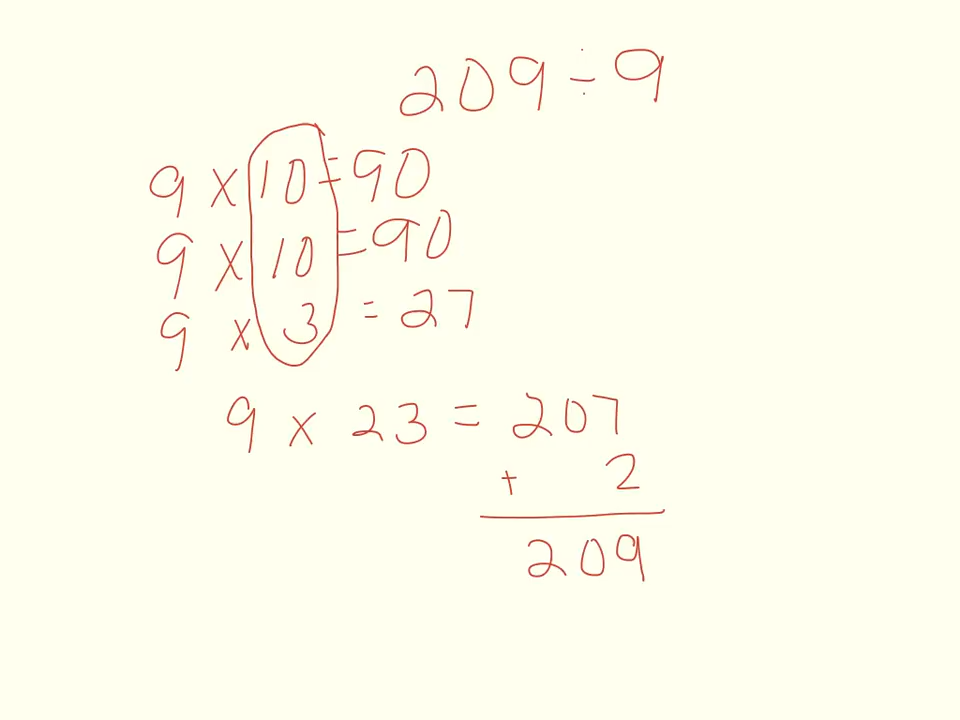 209 ÷ 9
9 x 10 = 90
9 x 10 = 90
9 x 3 = 27
9 x 23 = 207
+ 2
209